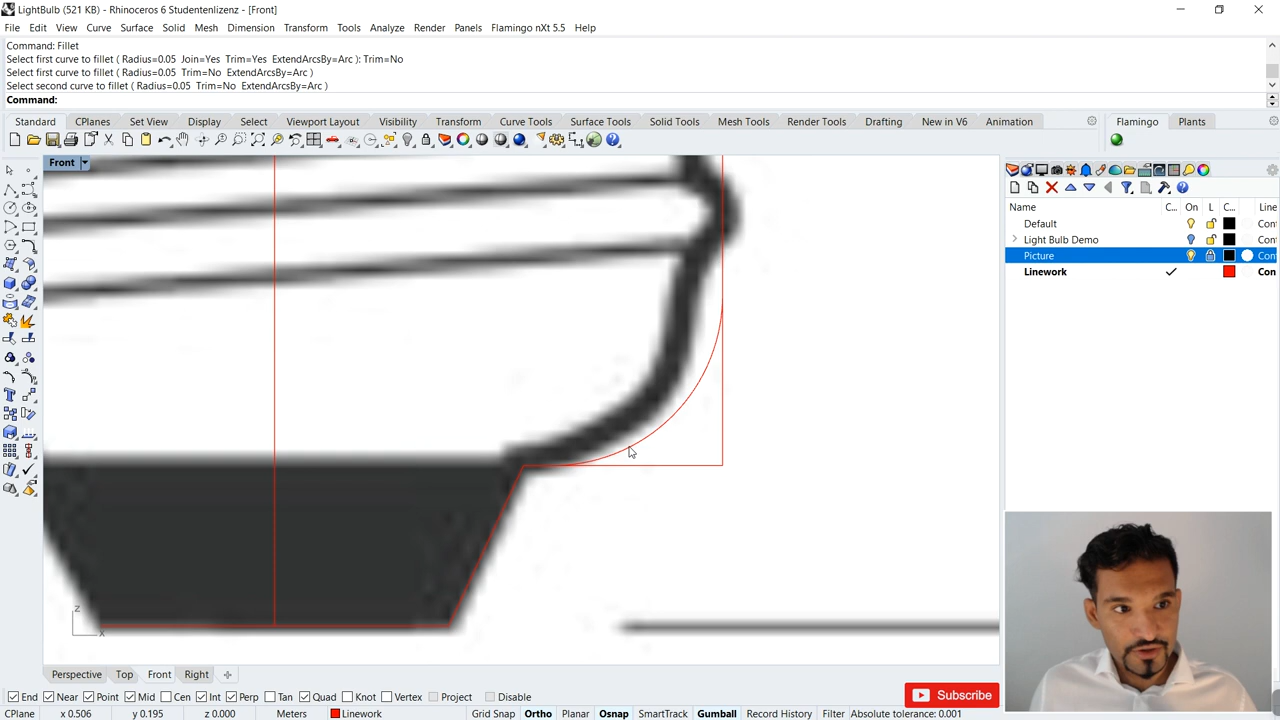 LightBulb (521 KB) - Rhinoceros 6 Studentenlizenz - [Front]
File Edit View Curve Surface Solid Mesh Dimension Transform Tools Analyze Render Panels Flamingo nXt 5.5 Help
Command: Fillet
Select first curve to fillet ( Radius=0.05 Join=Yes Trim=Yes ExtendArcsBy=Arc ): Trim=No
Select first curve to fillet ( Radius=0.05 Trim=No ExtendArcsBy=Arc )
Select second curve to fillet ( Radius=0.05 Trim=No ExtendArcsBy=Arc )
Command:
Standard CPlanes Set View Display Select Viewport Layout Visibility Transform Curve Tools Surface Tools Solid Tools Mesh Tools Render Tools Drafting New in V6 Animation Flamingo Plants
Front
Name C... On L C... Line
Default Con
Light Bulb Demo Con
Picture Con
Linework Con
z
x
Perspective Top Front Right
End Near Point Mid Cen Int Perp Tan Quad Knot Vertex Project Disable
Subscribe
CPlane x 0.506 y 0.195 z 0.000 Meters Linework Grid Snap Ortho Planar Osnap SmartTrack Gumball Record History Filter Absolute tolerance: 0.001